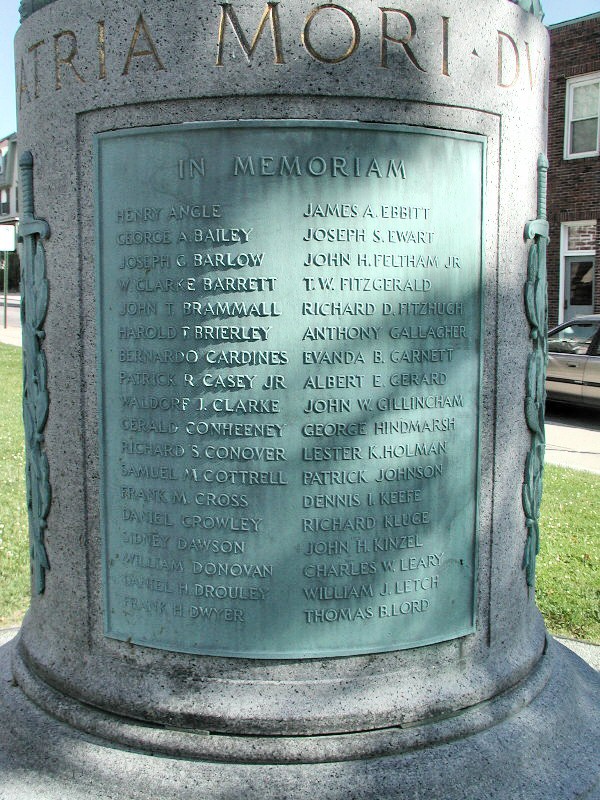 ATRIA MORI · DV
IN MEMORIAM
HENRY ANGLE
GEORGE A. BAILEY
JOSEPH C. BARLOW
W. CLARKE BARRETT
JOHN T. BRAMMALL
HAROLD T BRIERLEY
BERNARDO CARDINES
PATRICK R CASEY JR
WALDORF J. CLARKE
GERALD CONHEENEY
RICHARD S. CONOVER
SAMUEL M. COTTRELL
FRANK M. CROSS
DANIEL CROWLEY
SIDNEY DAWSON
WILLIAM DONOVAN
DANIEL H. DROULEY
FRANK H. DWYER
JAMES A. EBBITT
JOSEPH S. EWART
JOHN H. FELTHAM JR
T. W. FITZGERALD
RICHARD D. FITZHUGH
ANTHONY GALLAGHER
EVANDA B. GARNETT
ALBERT E. GERARD
JOHN W. GILLINGHAM
GEORGE HINDMARSH
LESTER K. HOLMAN
PATRICK JOHNSON
DENNIS I. KEEFE
RICHARD KLUGE
JOHN H. KINZEL
CHARLES W. LEARY
WILLIAM J. LETCH
THOMAS B. LORD